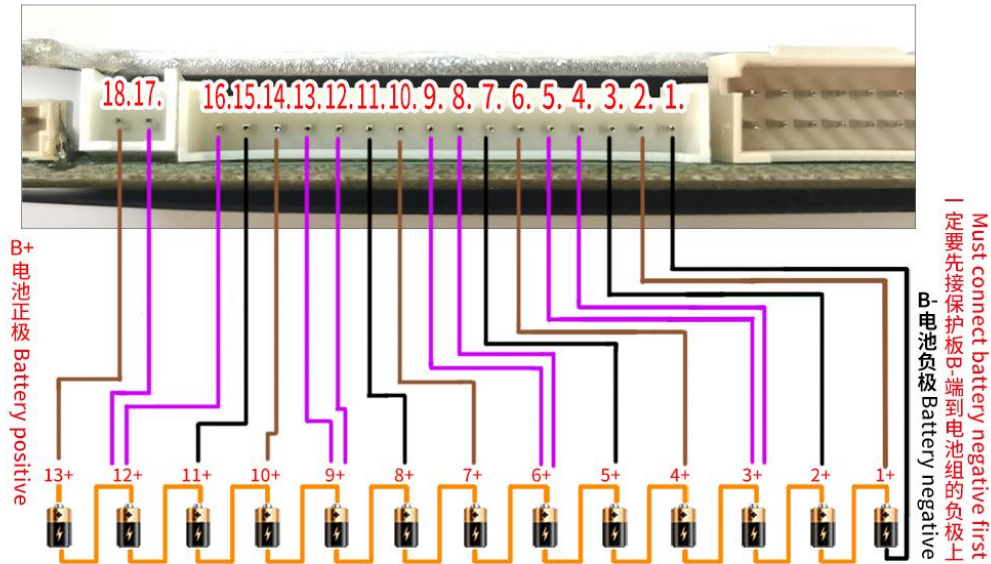 18.17. 16.15.14.13.12.11.10. 9. 8. 7. 6. 5. 4. 3. 2. 1.
B+ 电池正极 Battery positive
B-电池负极 Battery negative
一定要先接保护板B-端到电池组的负极上
Must connect battery negative first
13+ 12+ 11+ 10+ 9+ 8+ 7+ 6+ 5+ 4+ 3+ 2+ 1+